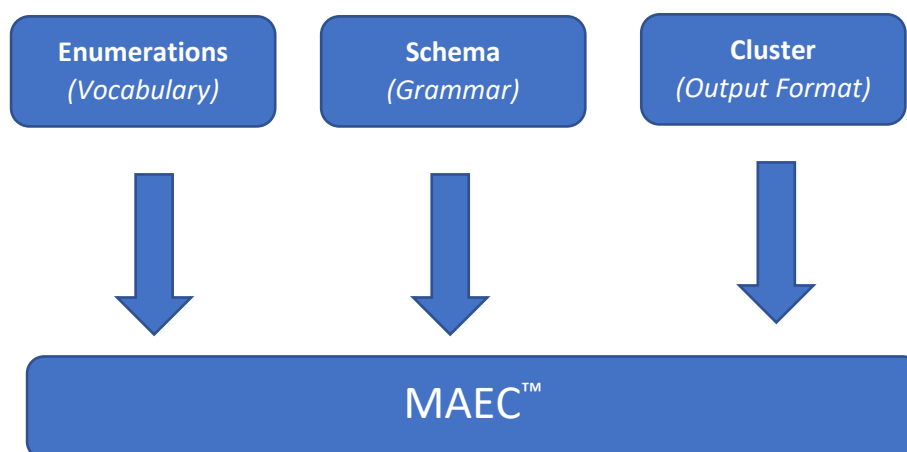 Enumerations
(Vocabulary)
Schema
(Grammar)
Cluster
(Output Format)
MAEC™